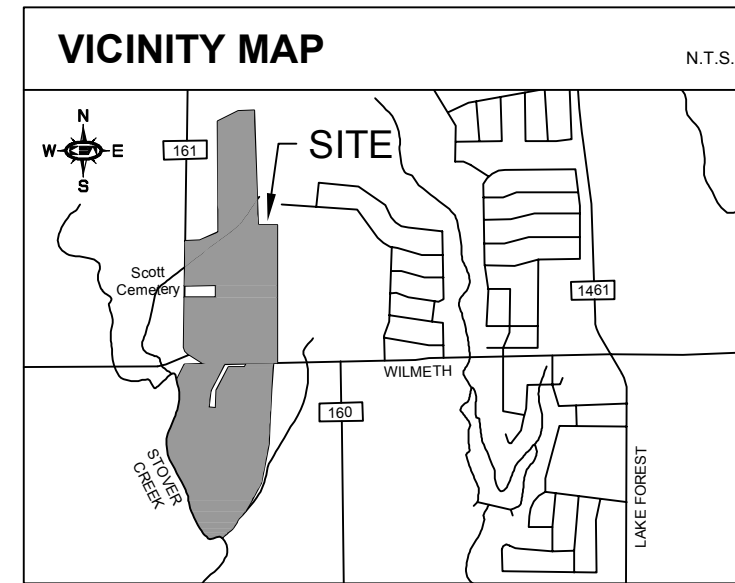 VICINITY MAP
N.T.S.
N
W E
S
161
SITE
Scott
Cemetery
1461
WILMETH
160
STOVER
CREEK
LAKE FOREST